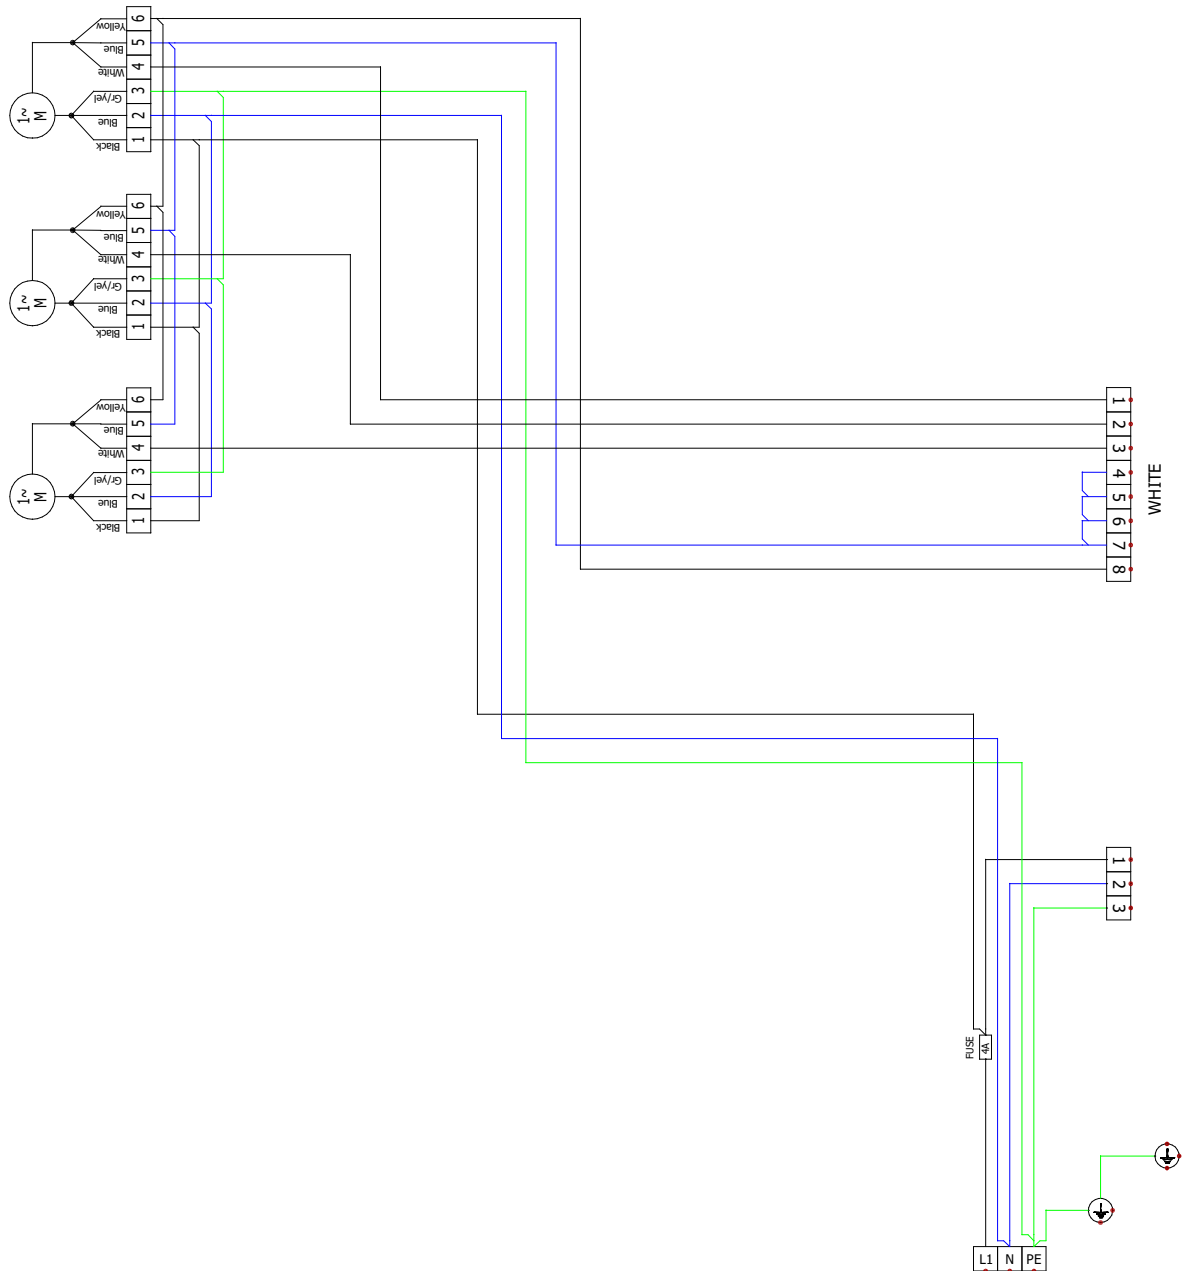 Yellow
Blue
White
Gr/yel
Blue
Black
6
5
4
3
2
1
1~
M
Yellow
Blue
White
Gr/yel
Blue
Black
6
5
4
3
2
1
1~
M
Yellow
Blue
White
Gr/yel
Blue
Black
6
5
4
3
2
1
1~
M
1
2
3
4
5
6
7
8
WHITE
1
2
3
FUSE
4A
L1 N PE